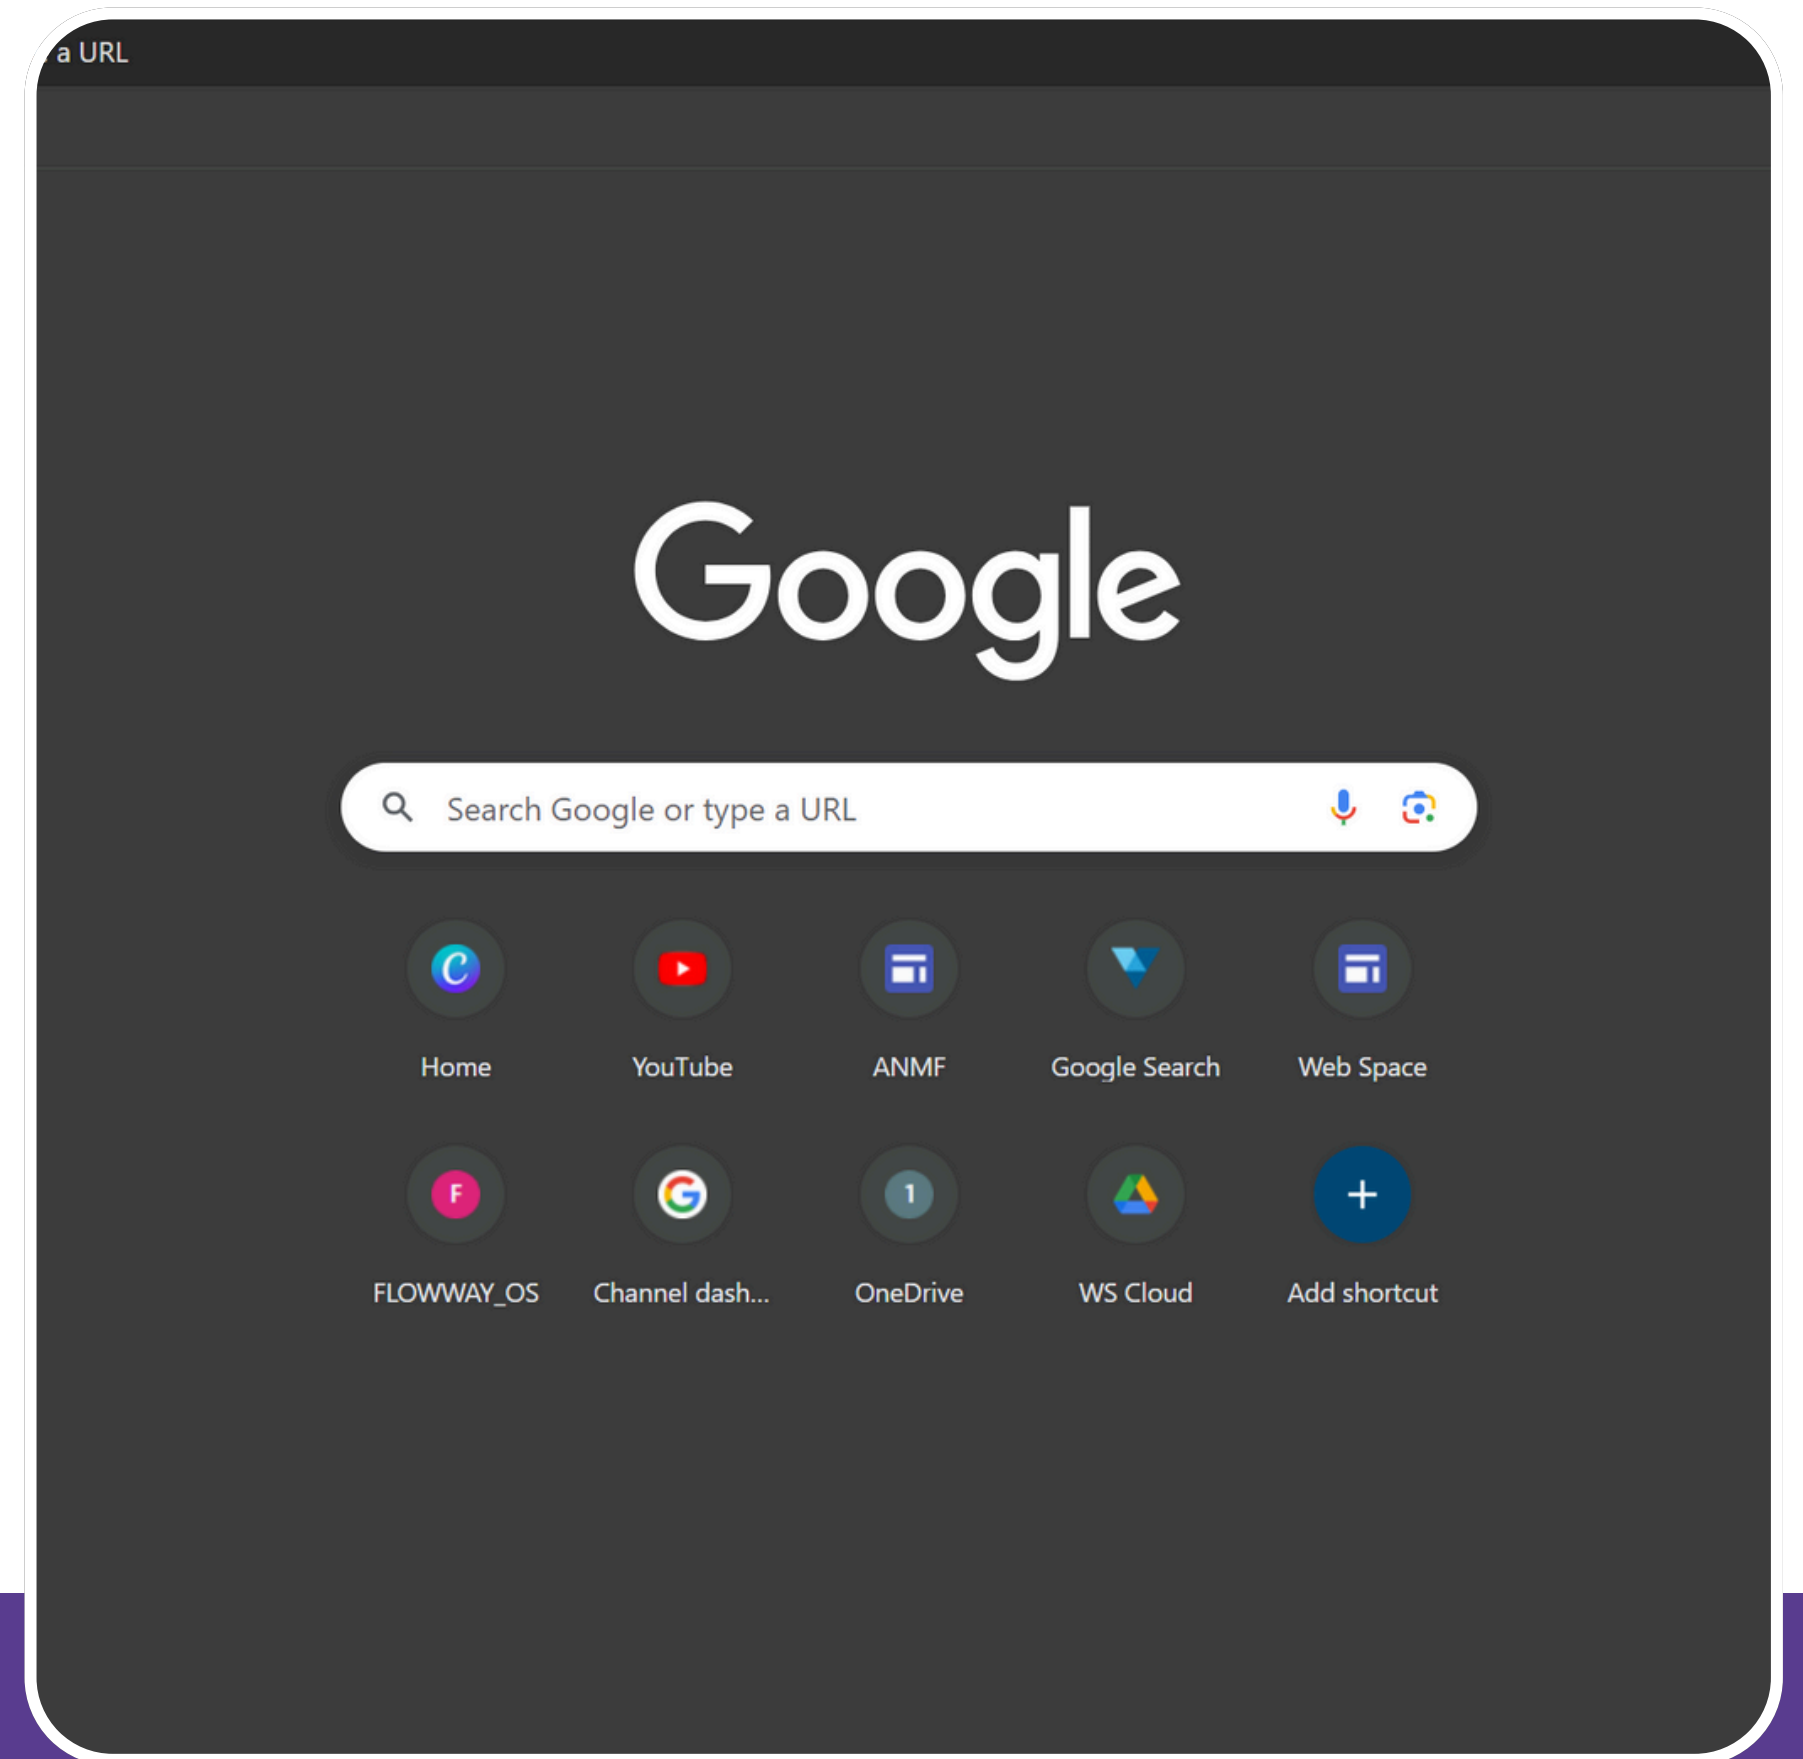 a URL
Google
Search Google or type a URL
Home
YouTube
ANMF
Google Search
Web Space
F
1
FLOWWAY_OS
Channel dash...
OneDrive
WS Cloud
Add shortcut